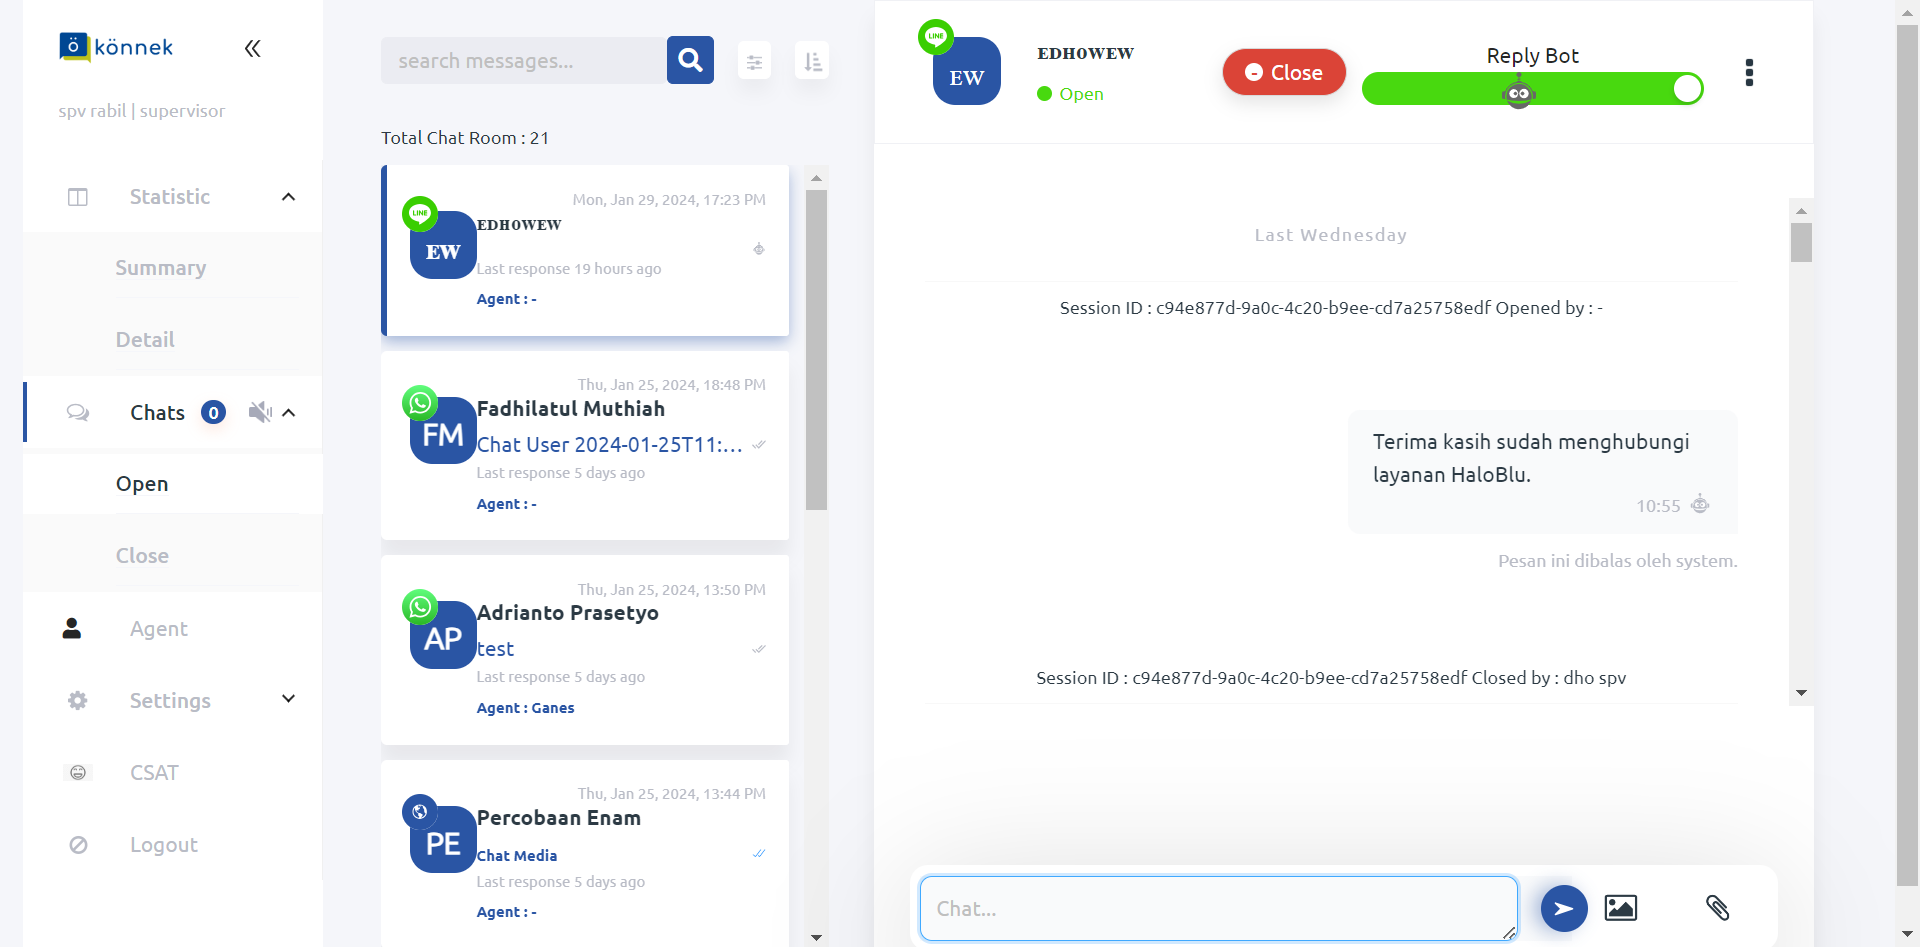 ö könnek
spv rabil | supervisor
Statistic
Summary
Detail
Chats 0
Open
Close
Agent
Settings
CSAT
Logout
search messages...
Total Chat Room : 21
Mon, Jan 29, 2024, 17:23 PM
LINE
EW
EDHOWEW
Last response 19 hours ago
Agent : -
Thu, Jan 25, 2024, 18:48 PM
FM
Fadhilatul Muthiah
Chat User 2024-01-25T11:...
Last response 5 days ago
Agent : -
Thu, Jan 25, 2024, 13:50 PM
AP
Adrianto Prasetyo
test
Last response 5 days ago
Agent : Ganes
Thu, Jan 25, 2024, 13:44 PM
PE
Percobaan Enam
Chat Media
Last response 5 days ago
Agent : -
LINE
EW
EDHOWEW
Open
- Close
Reply Bot
Last Wednesday
Session ID : c94e877d-9a0c-4c20-b9ee-cd7a25758edf Opened by : -
Terima kasih sudah menghubungi
layanan HaloBlu.
10:55
Pesan ini dibalas oleh system.
Session ID : c94e877d-9a0c-4c20-b9ee-cd7a25758edf Closed by : dho spv
Chat...